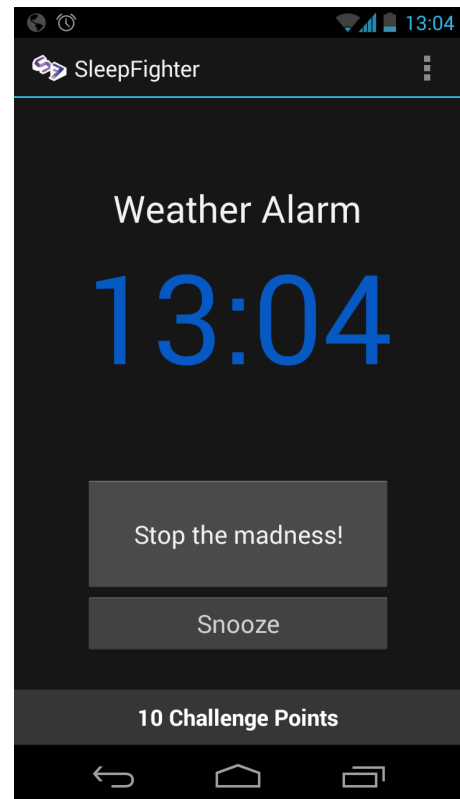 13:04
SleepFighter
Weather Alarm
13:04
Stop the madness!
Snooze
10 Challenge Points